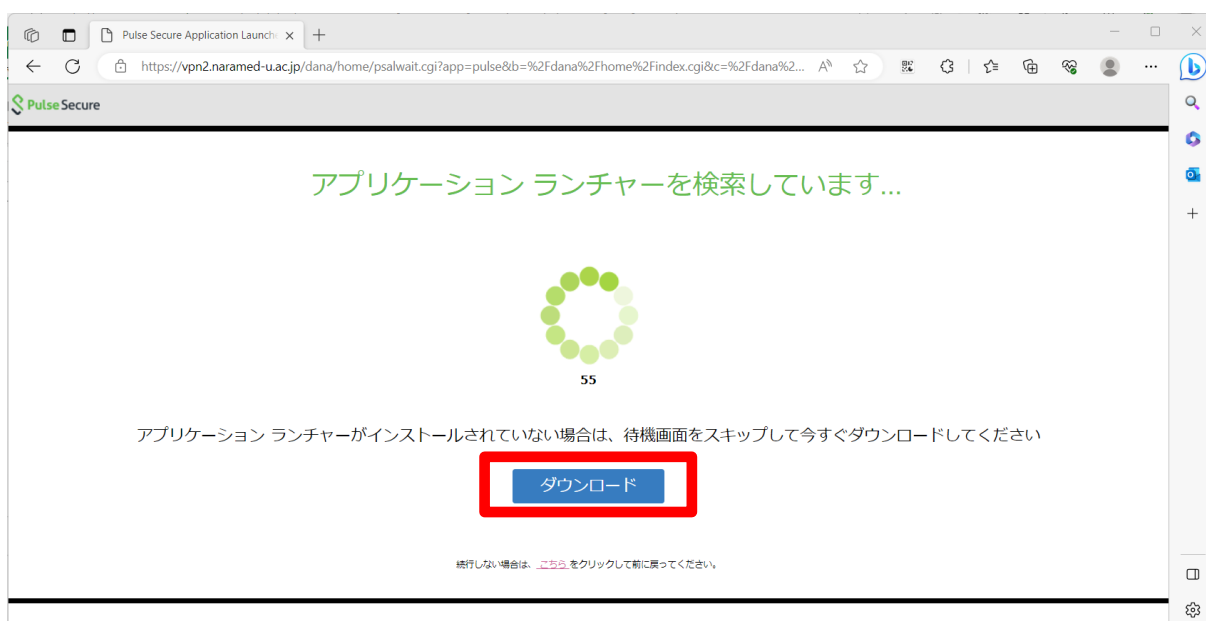 Pulse Secure Application Launch
https://vpn2.naramed-u.ac.jp/dana/home/psalwait.cgi?app=pulse&b=%2Fdana%2Fhome%2Findex.cgi&c=%2Fdana%2...
Pulse Secure
アプリケーション ランチャーを検索しています...
55
アプリケーション ランチャーがインストールされていない場合は、待機画面をスキップして今すぐダウンロードしてください
ダウンロード
続行しない場合は、 こちら をクリックして前に戻ってください。